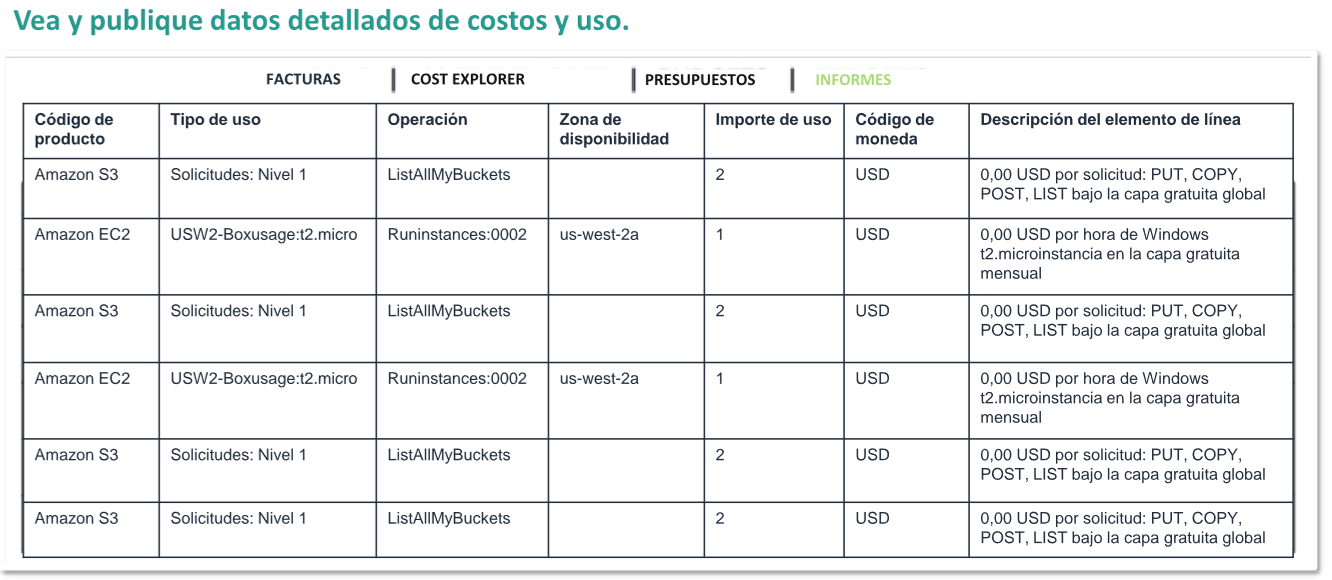 Vea y publique datos detallados de costos y uso.
FACTURAS | COST EXPLORER | PRESUPUESTOS | INFORMES
Código de producto Tipo de uso Operación Zona de disponibilidad Importe de uso Código de moneda Descripción del elemento de línea
Amazon S3 Solicitudes: Nivel 1 ListAllMyBuckets 2 USD 0,00 USD por solicitud: PUT, COPY,
POST, LIST bajo la capa gratuita global
Amazon EC2 USW2-Boxusage:t2.micro Runinstances:0002 us-west-2a 1 USD 0,00 USD por hora de Windows
t2.microinstancia en la capa gratuita
mensual
Amazon S3 Solicitudes: Nivel 1 ListAllMyBuckets 2 USD 0,00 USD por solicitud: PUT, COPY,
POST, LIST bajo la capa gratuita global
Amazon EC2 USW2-Boxusage:t2.micro Runinstances:0002 us-west-2a 1 USD 0,00 USD por hora de Windows
t2.microinstancia en la capa gratuita
mensual
Amazon S3 Solicitudes: Nivel 1 ListAllMyBuckets 2 USD 0,00 USD por solicitud: PUT, COPY,
POST, LIST bajo la capa gratuita global
Amazon S3 Solicitudes: Nivel 1 ListAllMyBuckets 2 USD 0,00 USD por solicitud: PUT, COPY,
POST, LIST bajo la capa gratuita global